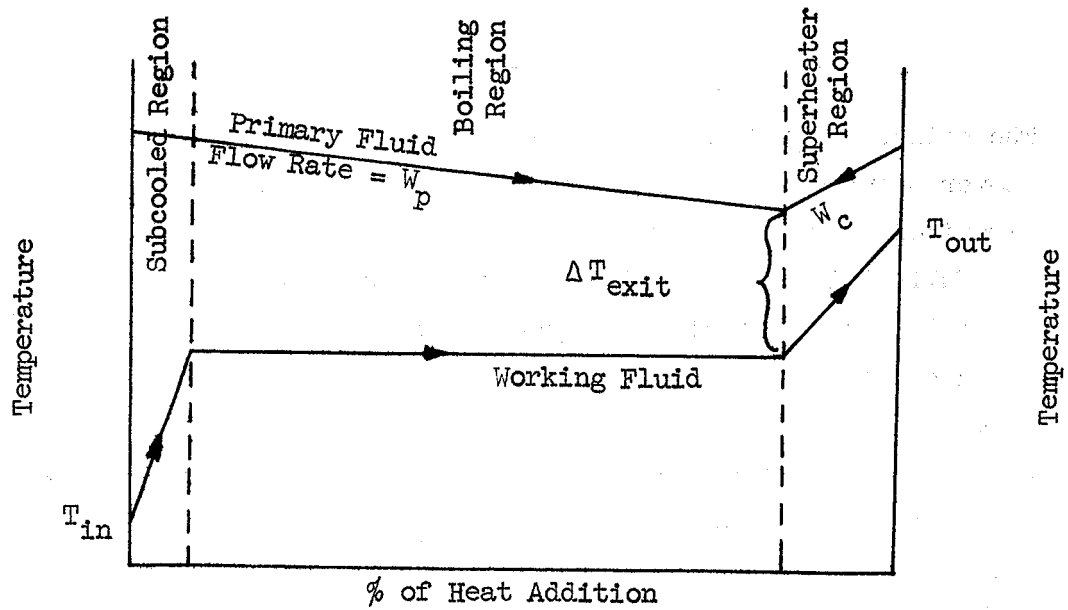 Subcooled Region
Boiling
Region
Superheater
Region
Primary Fluid
Flow Rate = Wp
Wc
Tout
ΔTexit
Temperature
Temperature
Working Fluid
Tin
% of Heat Addition